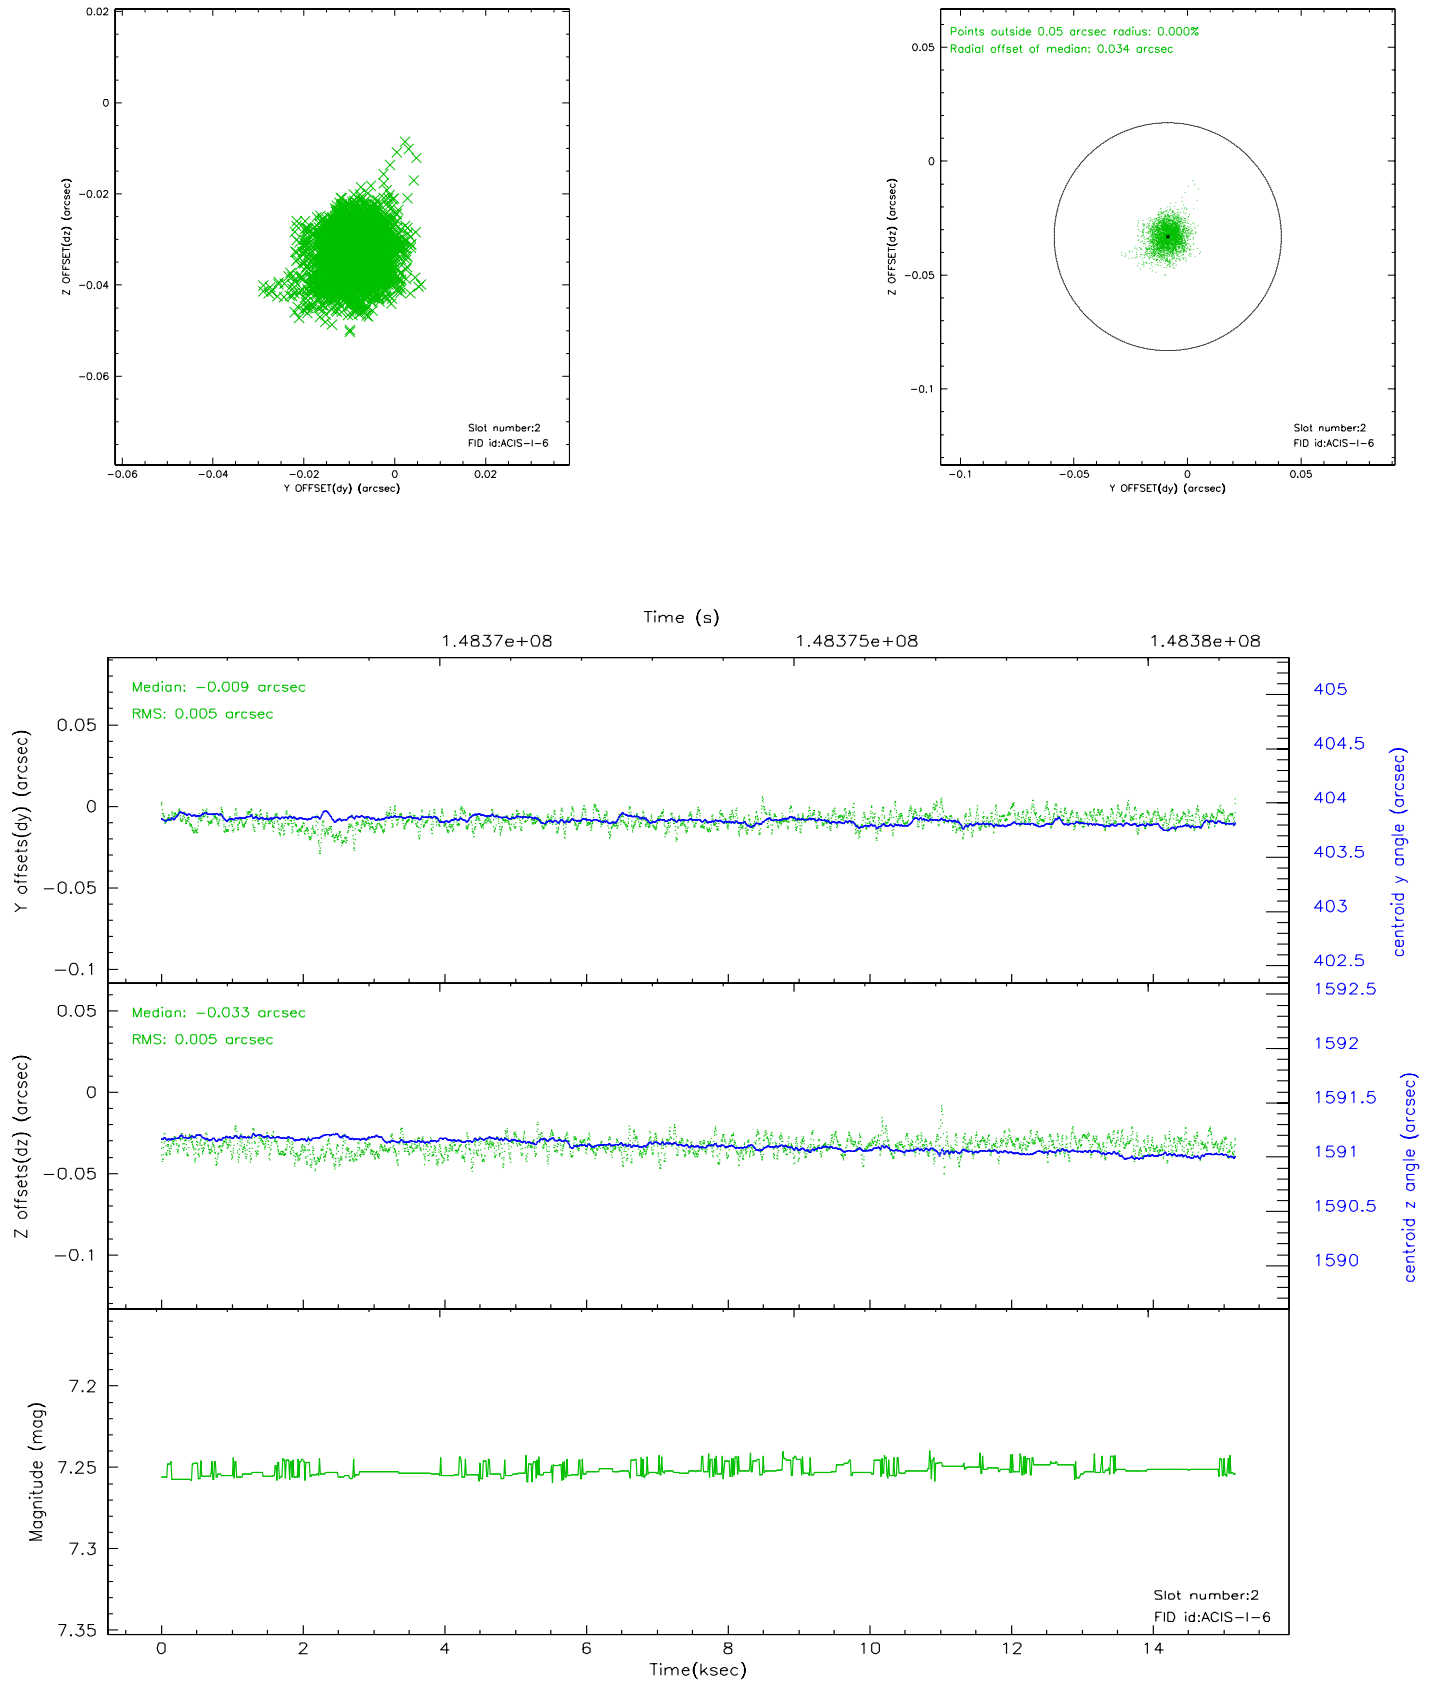 0.02
0
−0.02
−0.04
−0.06
Z OFFSET(dz) (arcsec)
Slot number:2
FID id:ACIS−I−6
−0.06
−0.04
−0.02
0
0.02
Y OFFSET(dy) (arcsec)
Points outside 0.05 arcsec radius: 0.000%
Radial offset of median: 0.034 arcsec
0.05
0
−0.05
−0.1
Z OFFSET(dz) (arcsec)
Slot number:2
FID id:ACIS−I−6
−0.1
−0.05
0
0.05
Y OFFSET(dy) (arcsec)
Time (s)
1.4837e+08
1.48375e+08
1.4838e+08
Median: −0.009 arcsec
RMS: 0.005 arcsec
0.05
0
−0.05
−0.1
Y offsets(dy) (arcsec)
405
404.5
404
403.5
403
402.5
centroid y angle (arcsec)
Median: −0.033 arcsec
RMS: 0.005 arcsec
0.05
0
−0.05
−0.1
Z offsets(dz) (arcsec)
1592.5
1592
1591.5
1591
1590.5
1590
centroid z angle (arcsec)
7.2
7.25
7.3
7.35
Magnitude (mag)
Slot number:2
FID id:ACIS−I−6
0
2
4
6
8
10
12
14
Time(ksec)